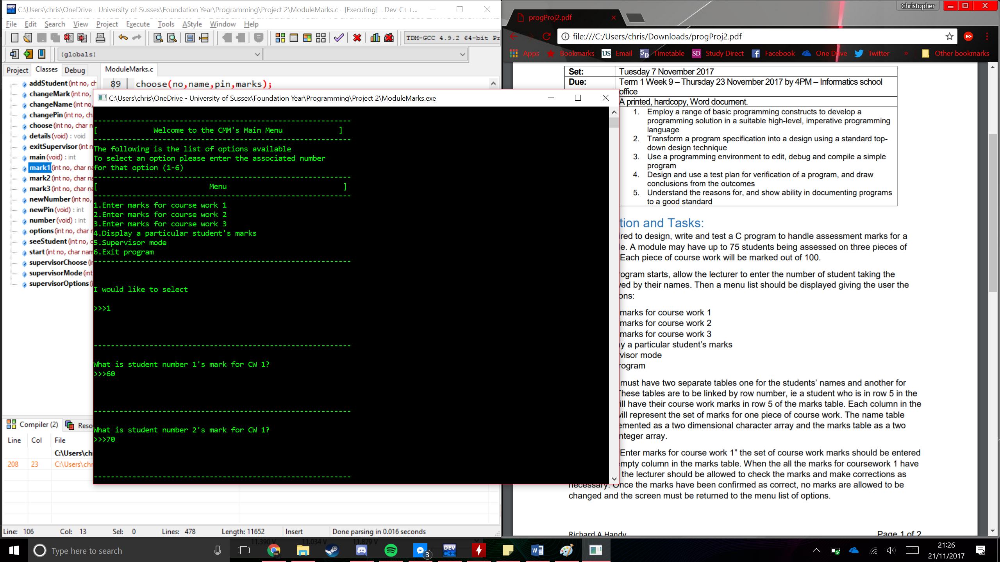 C:\Users\chris\OneDrive - University of Sussex\Foundation Year\Programming\Project 2\ModuleMarks.c - [Executing] - Dev-C++...
File Edit Search View Project Execute Tools AStyle Window Help
TDM-GCC 4.9.2 64-bit Pr
(globals)
Project Classes Debug
ModuleMarks.c
addStudent (int no, ch
changeMark (int no,
changeName (int no,
changePin (int no, ch
choose (int no, char n
details (void) : void
exitSupervisor (int n
main (void) : int
mark1 (int no, char na
mark2 (int no, char na
mark3 (int no, char na
newNumber (int no,
newPin (void) : int
number (void) : int
options (int no, char n
seeStudent (int no, c
start (int no, char nam
supervisorChoose (in
supervisorMode (int
supervisorOptions (i
89 choose(no,name,pin,marks);
C:\Users\chris\OneDrive - University of Sussex\Foundation Year\Programming\Project 2\ModuleMarks.exe
------------------------------------------------------------
[ Welcome to the CMM's Main Menu ]
------------------------------------------------------------
The following is the list of options available
To select an option please enter the associated number
for that option (1-6)
------------------------------------------------------------
[ Menu ]
------------------------------------------------------------
1.Enter marks for course work 1
2.Enter marks for course work 2
3.Enter marks for course work 3
4.Display a particular student's marks
5.Supervisor mode
6.Exit program
------------------------------------------------------------
I would like to select
>>>1
------------------------------------------------------------
What is student number 1's mark for CW 1?
>>>60
------------------------------------------------------------
What is student number 2's mark for CW 1?
>>>70
------------------------------------------------------------
Compiler (2) Reso
Line Col File
C:\Users\chr
208 23 C:\Users\chr
Line: 106 Col: 13 Sel: 0 Lines: 478 Length: 11652 Insert Done parsing in 0.016 seconds
Christopher
progProj2.pdf
file:///C:/Users/chris/Downloads/progProj2.pdf
Apps Bookmarks US Email SD Timetable SD Study Direct Facebook One Drive Twitter » Other bookmarks
Set: Tuesday 7 November 2017
Due: Term 1 Week 9 – Thursday 23 November 2017 by 4PM – Informatics school
office
A printed, hardcopy, Word document.
1. Employ a range of basic programming constructs to develop a
programming solution in a suitable high-level, imperative programming
language
2. Transform a program specification into a design using a standard top-
down design technique
3. Use a programming environment to edit, debug and compile a simple
program
4. Design and use a test plan for verification of a program, and draw
conclusions from the outcomes
5. Understand the reasons for, and show ability in documenting programs
to a good standard
tion and Tasks:
ired to design, write and test a C program to handle assessment marks for a
le. A module may have up to 75 students being assessed on three pieces of
Each piece of course work will be marked out of 100.
rogram starts, allow the lecturer to enter the number of student taking the
ved by their names. Then a menu list should be displayed giving the user the
ons:
marks for course work 1
marks for course work 2
marks for course work 3
y a particular student’s marks
visor mode
rogram
must have two separate tables one for the students’ names and another for
These tables are to be linked by row number, ie a student who is in row 5 in the
ill have their course work marks in row 5 of the marks table. Each column in the
will represent the set of marks for one piece of course work. The name table
emented as a two dimensional character array and the marks table as a two
nteger array.
Enter marks for course work 1” the set of course work marks should be entered
mpty column in the marks table. When the all the marks for coursework 1 have
the lecturer should be allowed to check the marks and make corrections as
necessary. Once the marks have been confirmed as correct, no marks are allowed to be
changed and the screen must be returned to the menu list of options.
Richard A Handy Page 1 of 2
11.390 V 11.034 V 11.879 V
Type here to search
3
DEV C++
21:26
21/11/2017